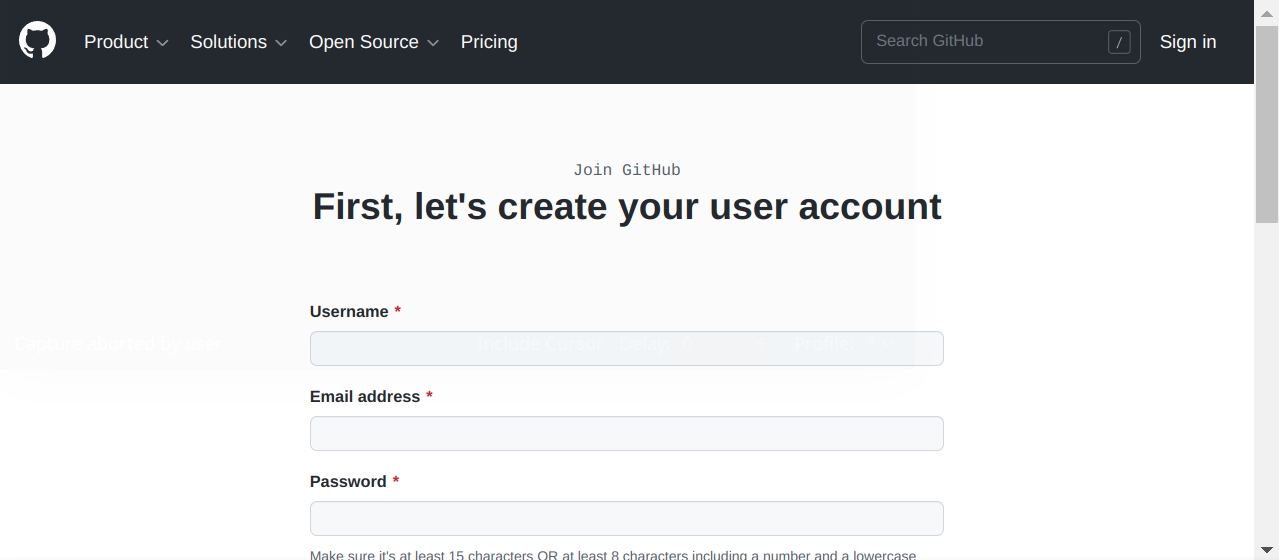 Product Solutions Open Source Pricing Search GitHub / Sign in
Join GitHub
First, let's create your user account
Username *
Capture aborted by user Include Cursor Delay: 0
Email address *
Password *
Make sure it's at least 15 characters OR at least 8 characters including a number and a lowercase